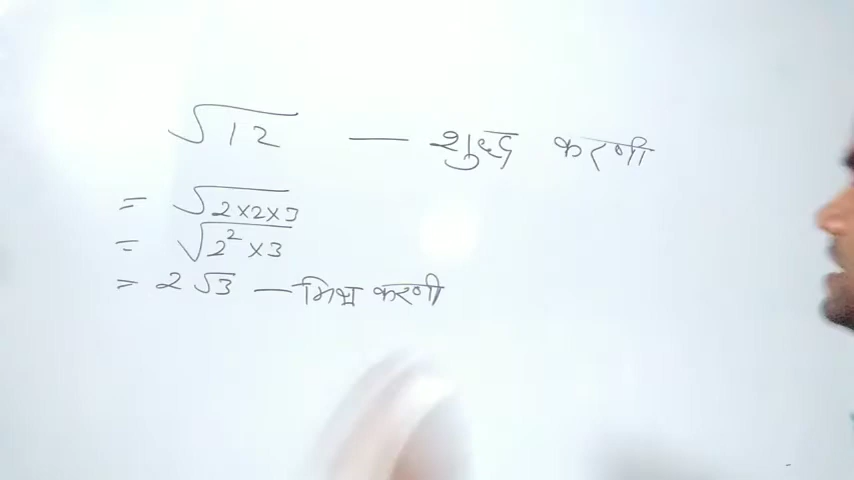 √12 — शुद्ध करणी
= √2×2×3
= √2²×3
= 2√3 — मिश्र करणी